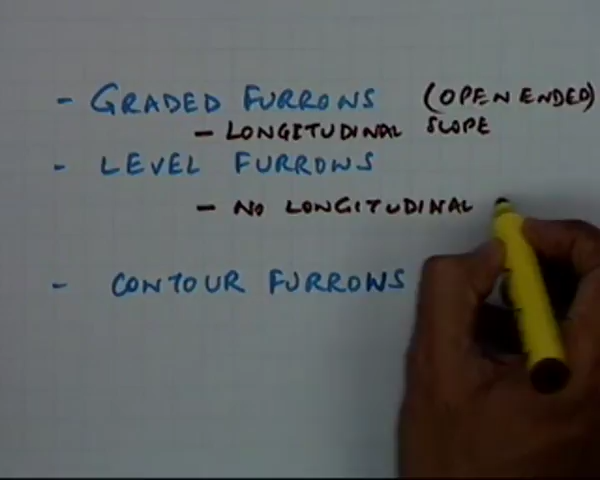 - GRADED FURROWS (OPEN ENDED)
- LONGITUDINAL SLOPE
- LEVEL FURROWS
- NO LONGITUDINAL
- CONTOUR FURROWS